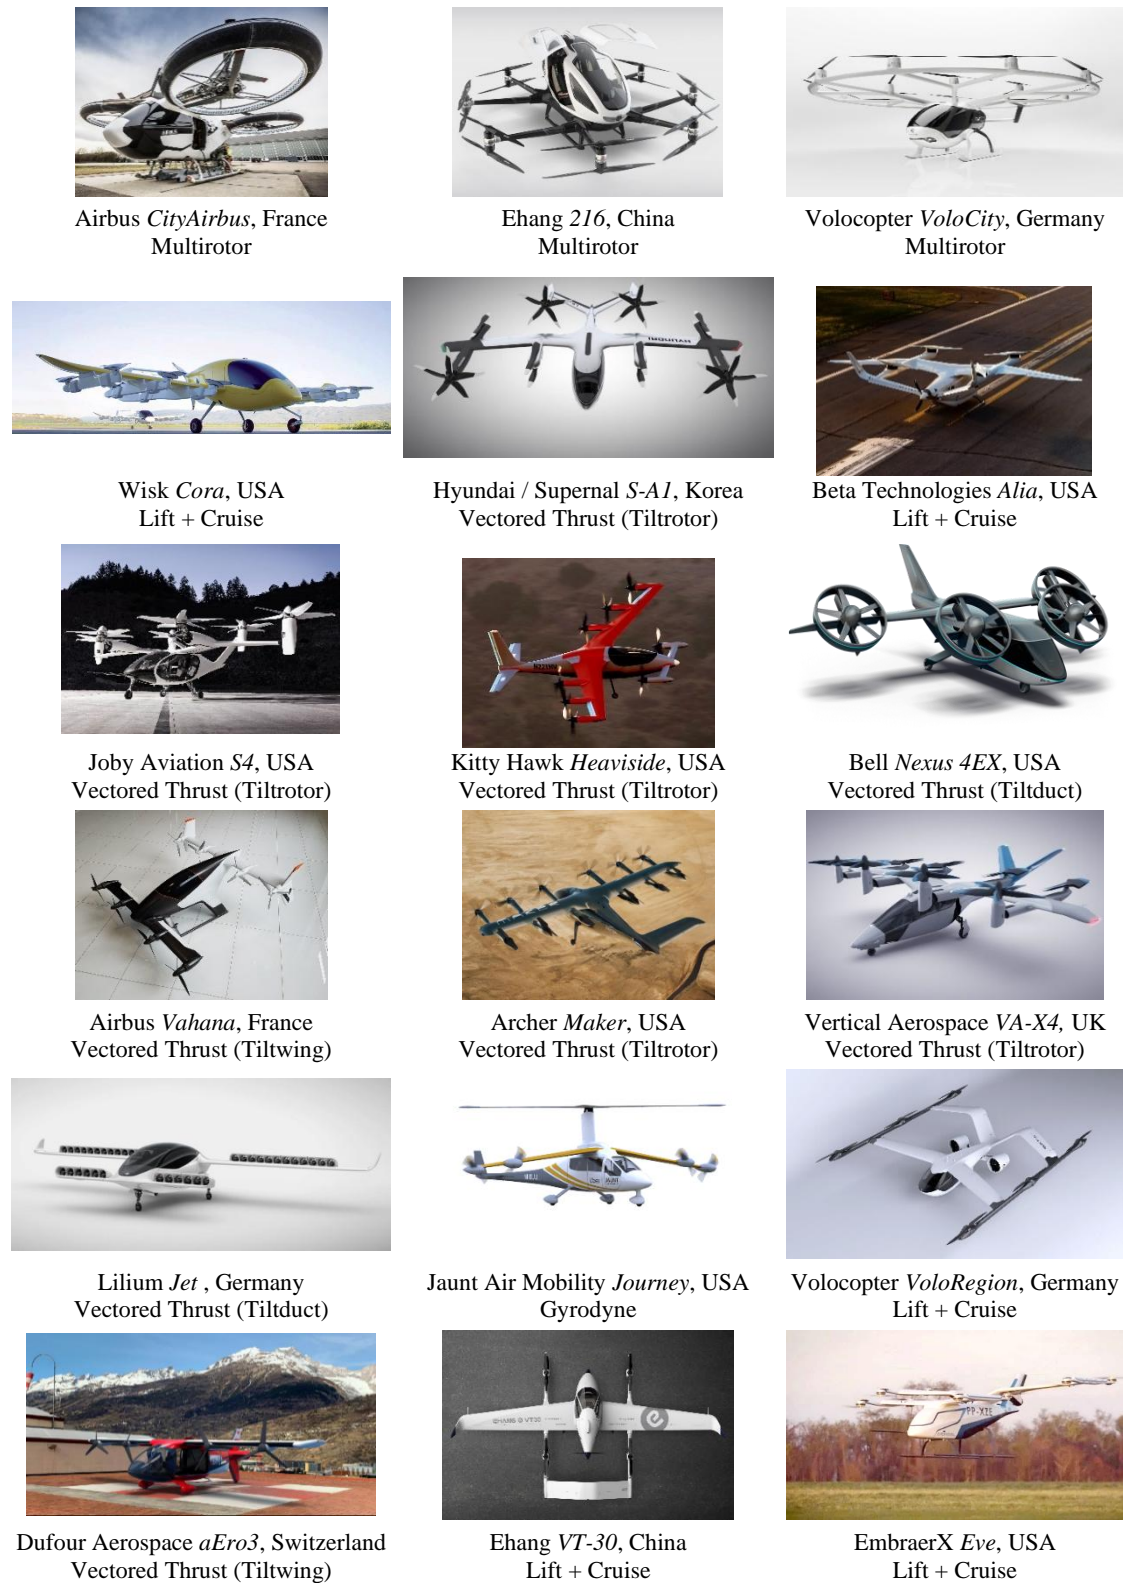 Airbus CityAirbus, France
Multirotor
Ehang 216, China
Multirotor
Volocopter VoloCity, Germany
Multirotor
HYUNDAI
Wisk Cora, USA
Lift + Cruise
Hyundai / Supernal S-A1, Korea
Vectored Thrust (Tiltrotor)
Beta Technologies Alia, USA
Lift + Cruise
Joby Aviation S4, USA
Vectored Thrust (Tiltrotor)
Kitty Hawk Heaviside, USA
Vectored Thrust (Tiltrotor)
Bell Nexus 4EX, USA
Vectored Thrust (Tiltduct)
Airbus Vahana, France
Vectored Thrust (Tiltwing)
Archer Maker, USA
Vectored Thrust (Tiltrotor)
Vertical Aerospace VA-X4, UK
Vectored Thrust (Tiltrotor)
Lilium Jet , Germany
Vectored Thrust (Tiltduct)
Jaunt Air Mobility Journey, USA
Gyrodyne
Volocopter VoloRegion, Germany
Lift + Cruise
EHANG
VT30
PP-XZE
Dufour Aerospace aEro3, Switzerland
Vectored Thrust (Tiltwing)
Ehang VT-30, China
Lift + Cruise
EmbraerX Eve, USA
Lift + Cruise